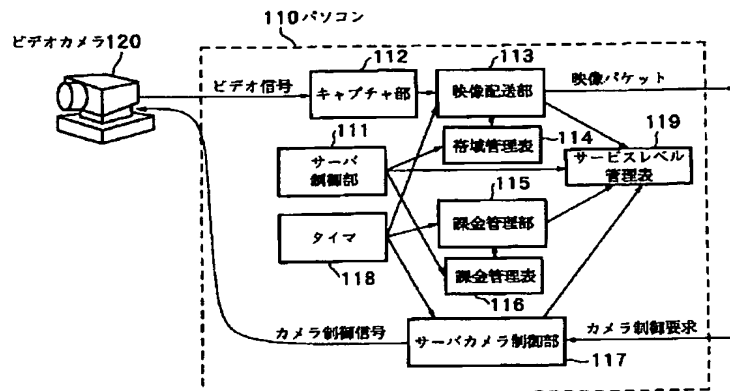 110 パソコン
ビデオカメラ120
112
113
ビデオ信号
キャプチャ部
映像配送部
映像パケット
111
114
119
サーバ
制御部
帯域管理表
サービスレベル
管理表
115
タイマ
課金管理部
118
課金管理表
116
カメラ制御信号
サーバカメラ制御部
カメラ制御要求
117